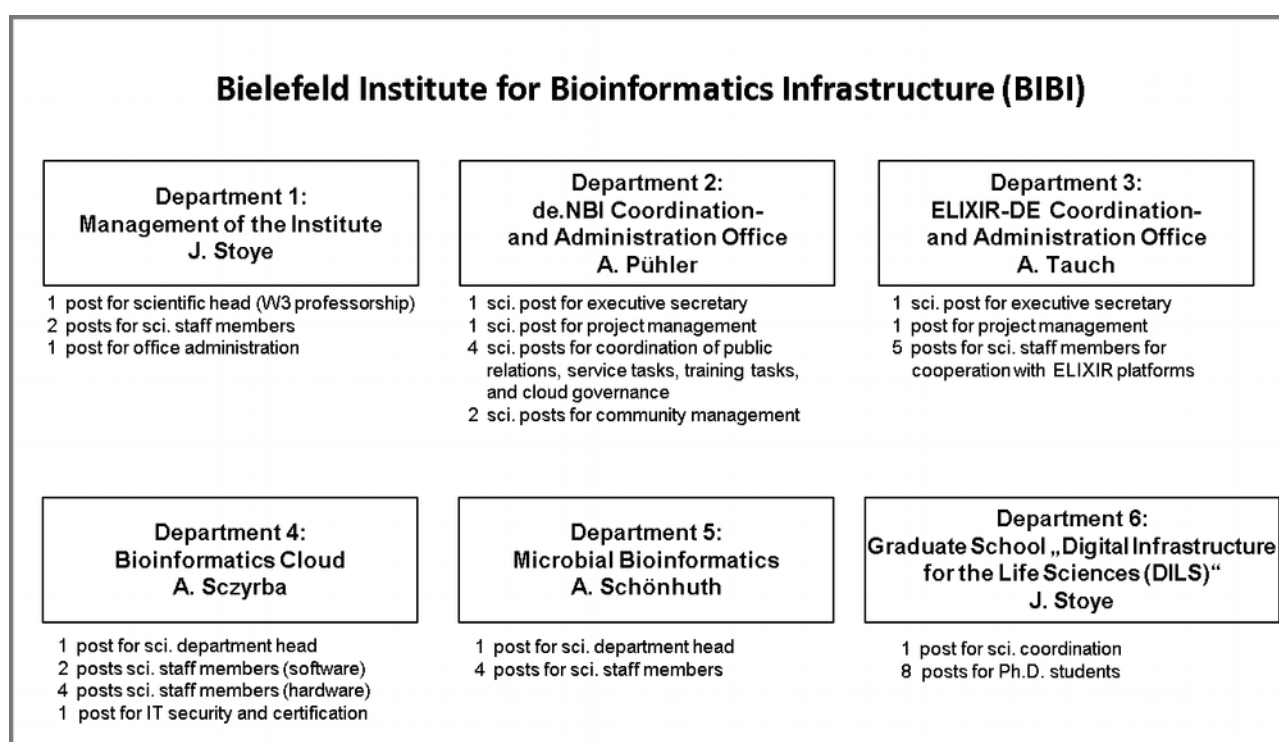 Bielefeld Institute for Bioinformatics Infrastructure (BIBI)
Department 1:
Management of the Institute
J. Stoye
1 post for scientific head (W3 professorship)
2 posts for sci. staff members
1 post for office administration
Department 2:
de.NBI Coordination-
and Administration Office
A. Pühler
1 sci. post for executive secretary
1 sci. post for project management
4 sci. posts for coordination of public
relations, service tasks, training tasks,
and cloud governance
2 sci. posts for community management
Department 3:
ELIXIR-DE Coordination-
and Administration Office
A. Tauch
1 sci. post for executive secretary
1 post for project management
5 posts for sci. staff members for
cooperation with ELIXIR platforms
Department 4:
Bioinformatics Cloud
A. Sczyrba
1 post for sci. department head
2 posts sci. staff members (software)
4 posts sci. staff members (hardware)
1 post for IT security and certification
Department 5:
Microbial Bioinformatics
A. Schönhuth
1 post for sci. department head
4 posts for sci. staff members
Department 6:
Graduate School „Digital Infrastructure
for the Life Sciences (DILS)“
J. Stoye
1 post for sci. coordination
8 posts for Ph.D. students